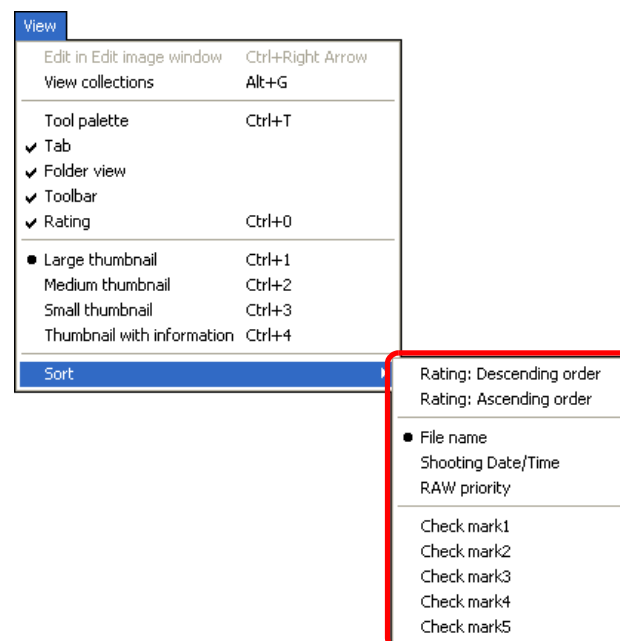 View
Edit in Edit image window Ctrl+Right Arrow
View collections Alt+G
Tool palette Ctrl+T
Tab
Folder view
Toolbar
Rating Ctrl+0
Large thumbnail Ctrl+1
Medium thumbnail Ctrl+2
Small thumbnail Ctrl+3
Thumbnail with information Ctrl+4
Sort
Rating: Descending order
Rating: Ascending order
File name
Shooting Date/Time
RAW priority
Check mark1
Check mark2
Check mark3
Check mark4
Check mark5